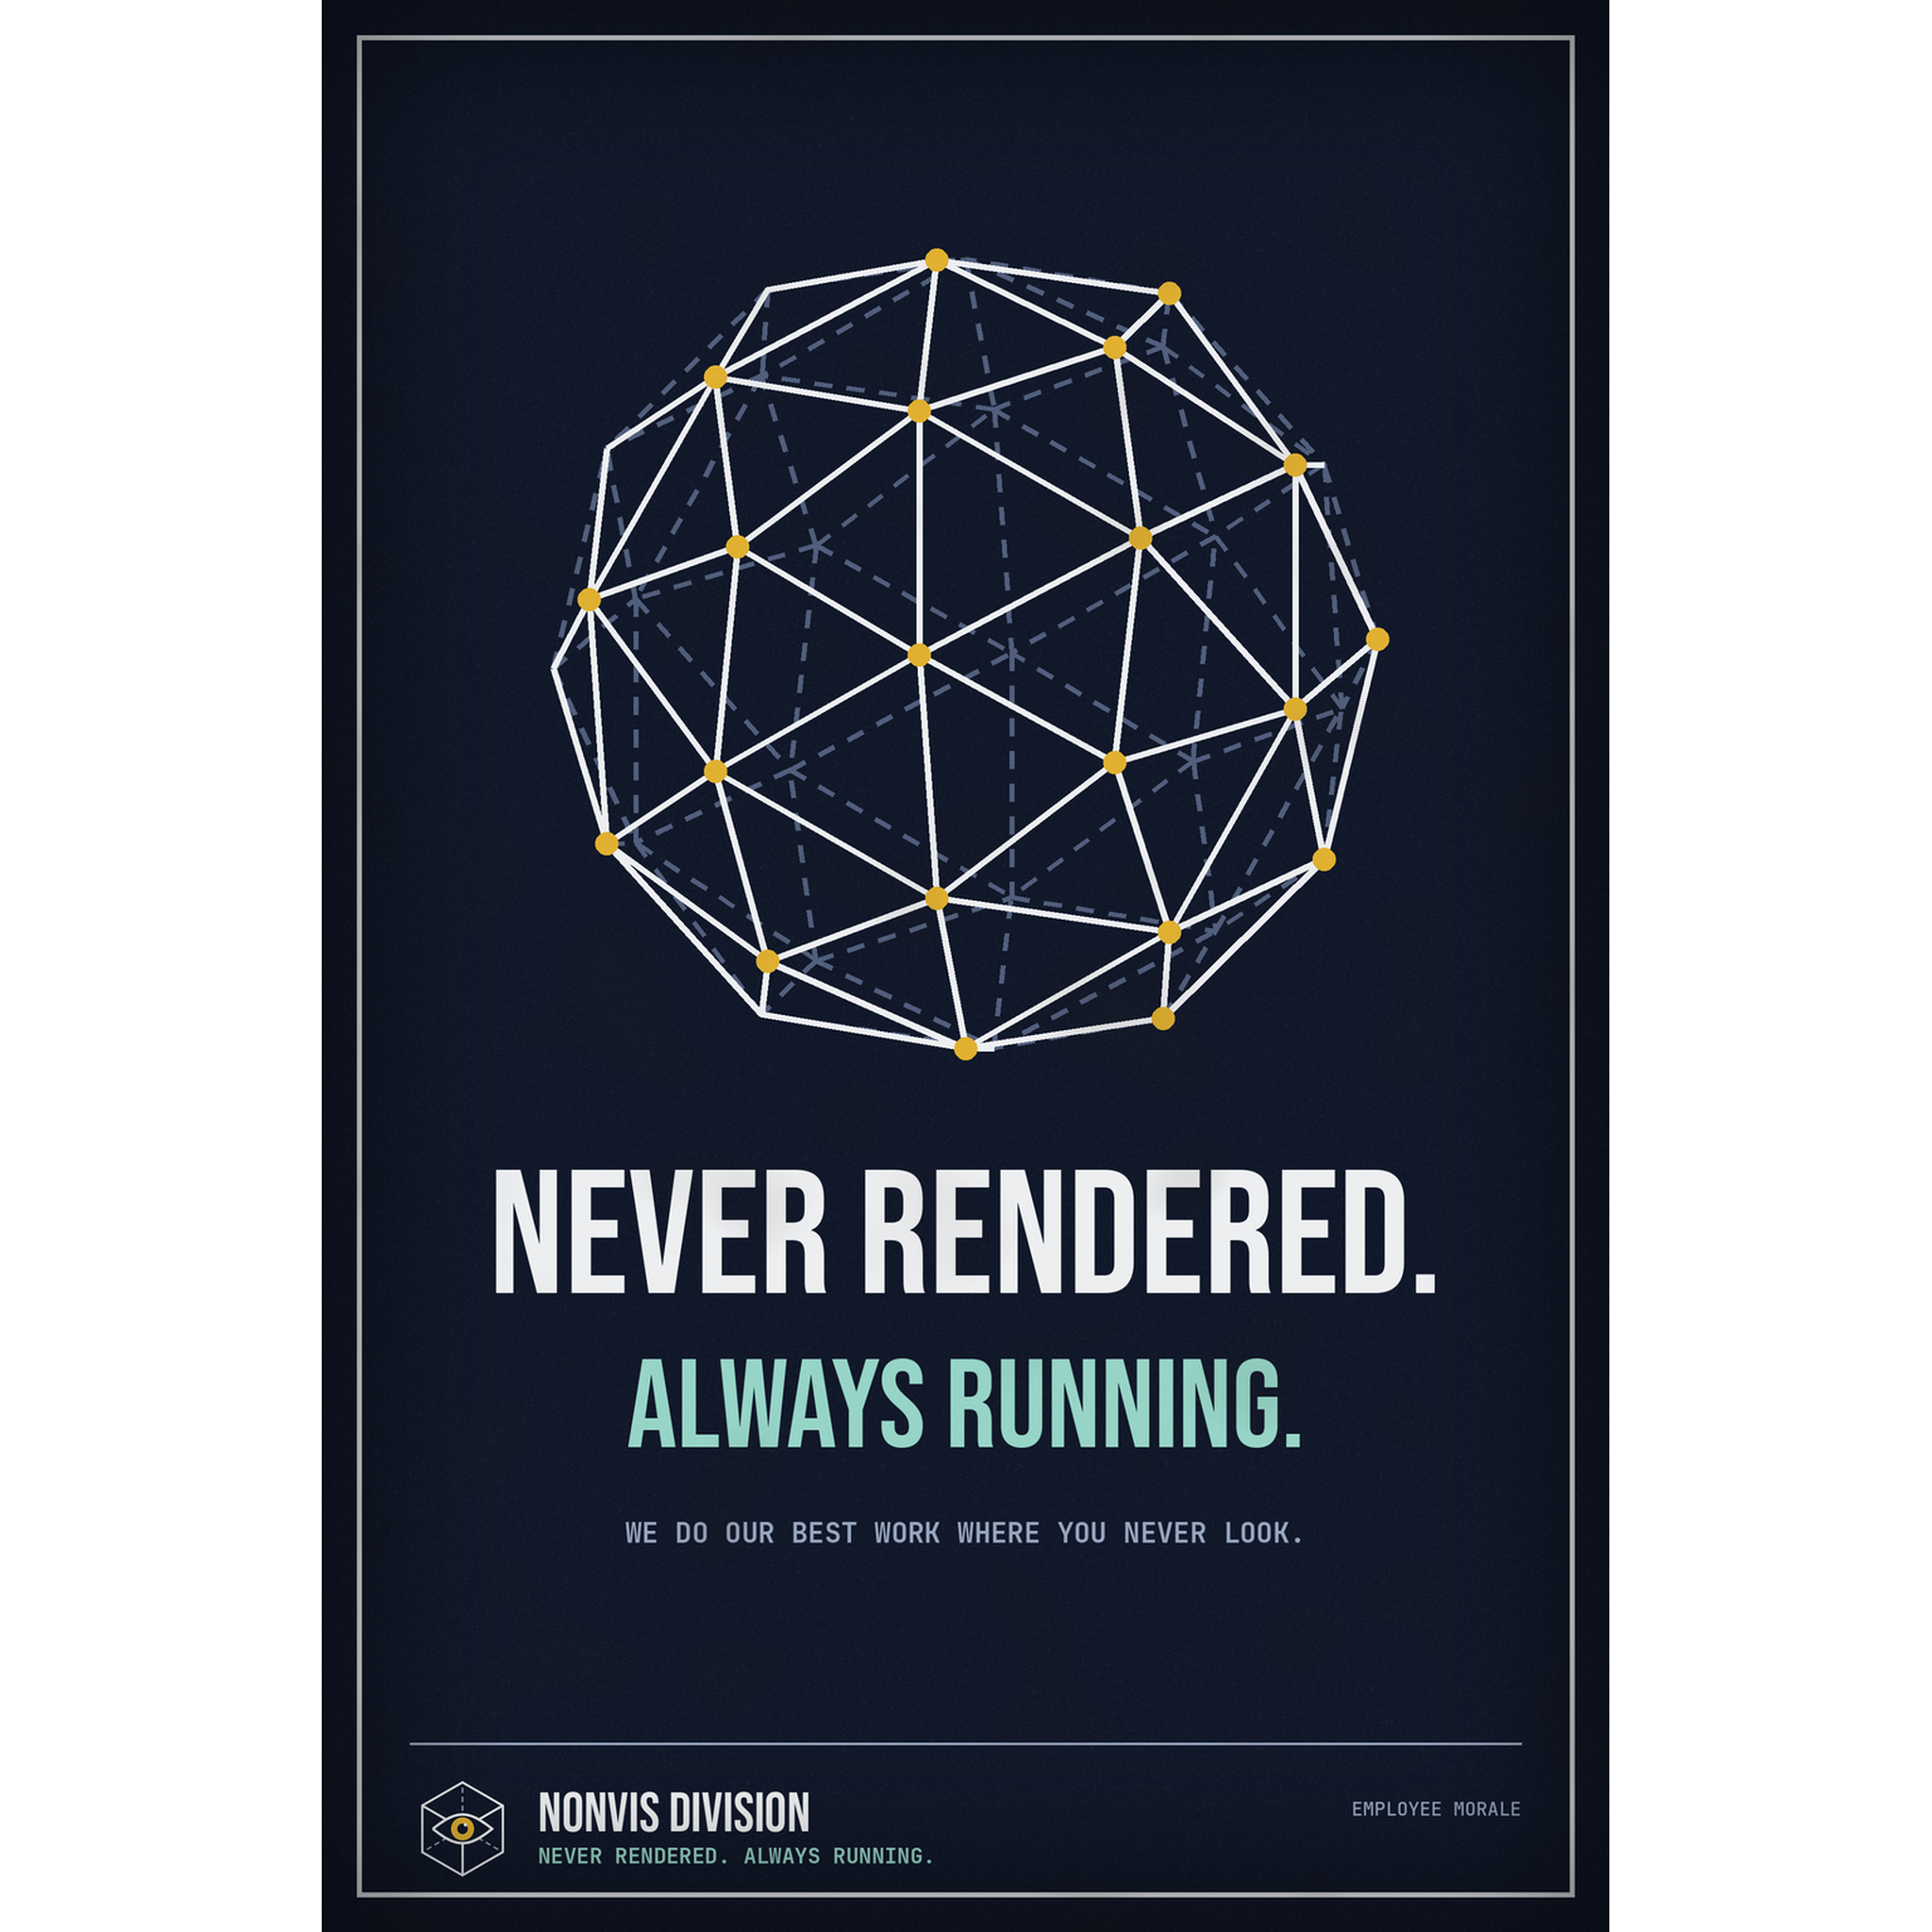 NEVER RENDERED.
ALWAYS RUNNING.
WE DO OUR BEST WORK WHERE YOU NEVER LOOK.
NONVIS DIVISION
NEVER RENDERED. ALWAYS RUNNING.
EMPLOYEE MORALE